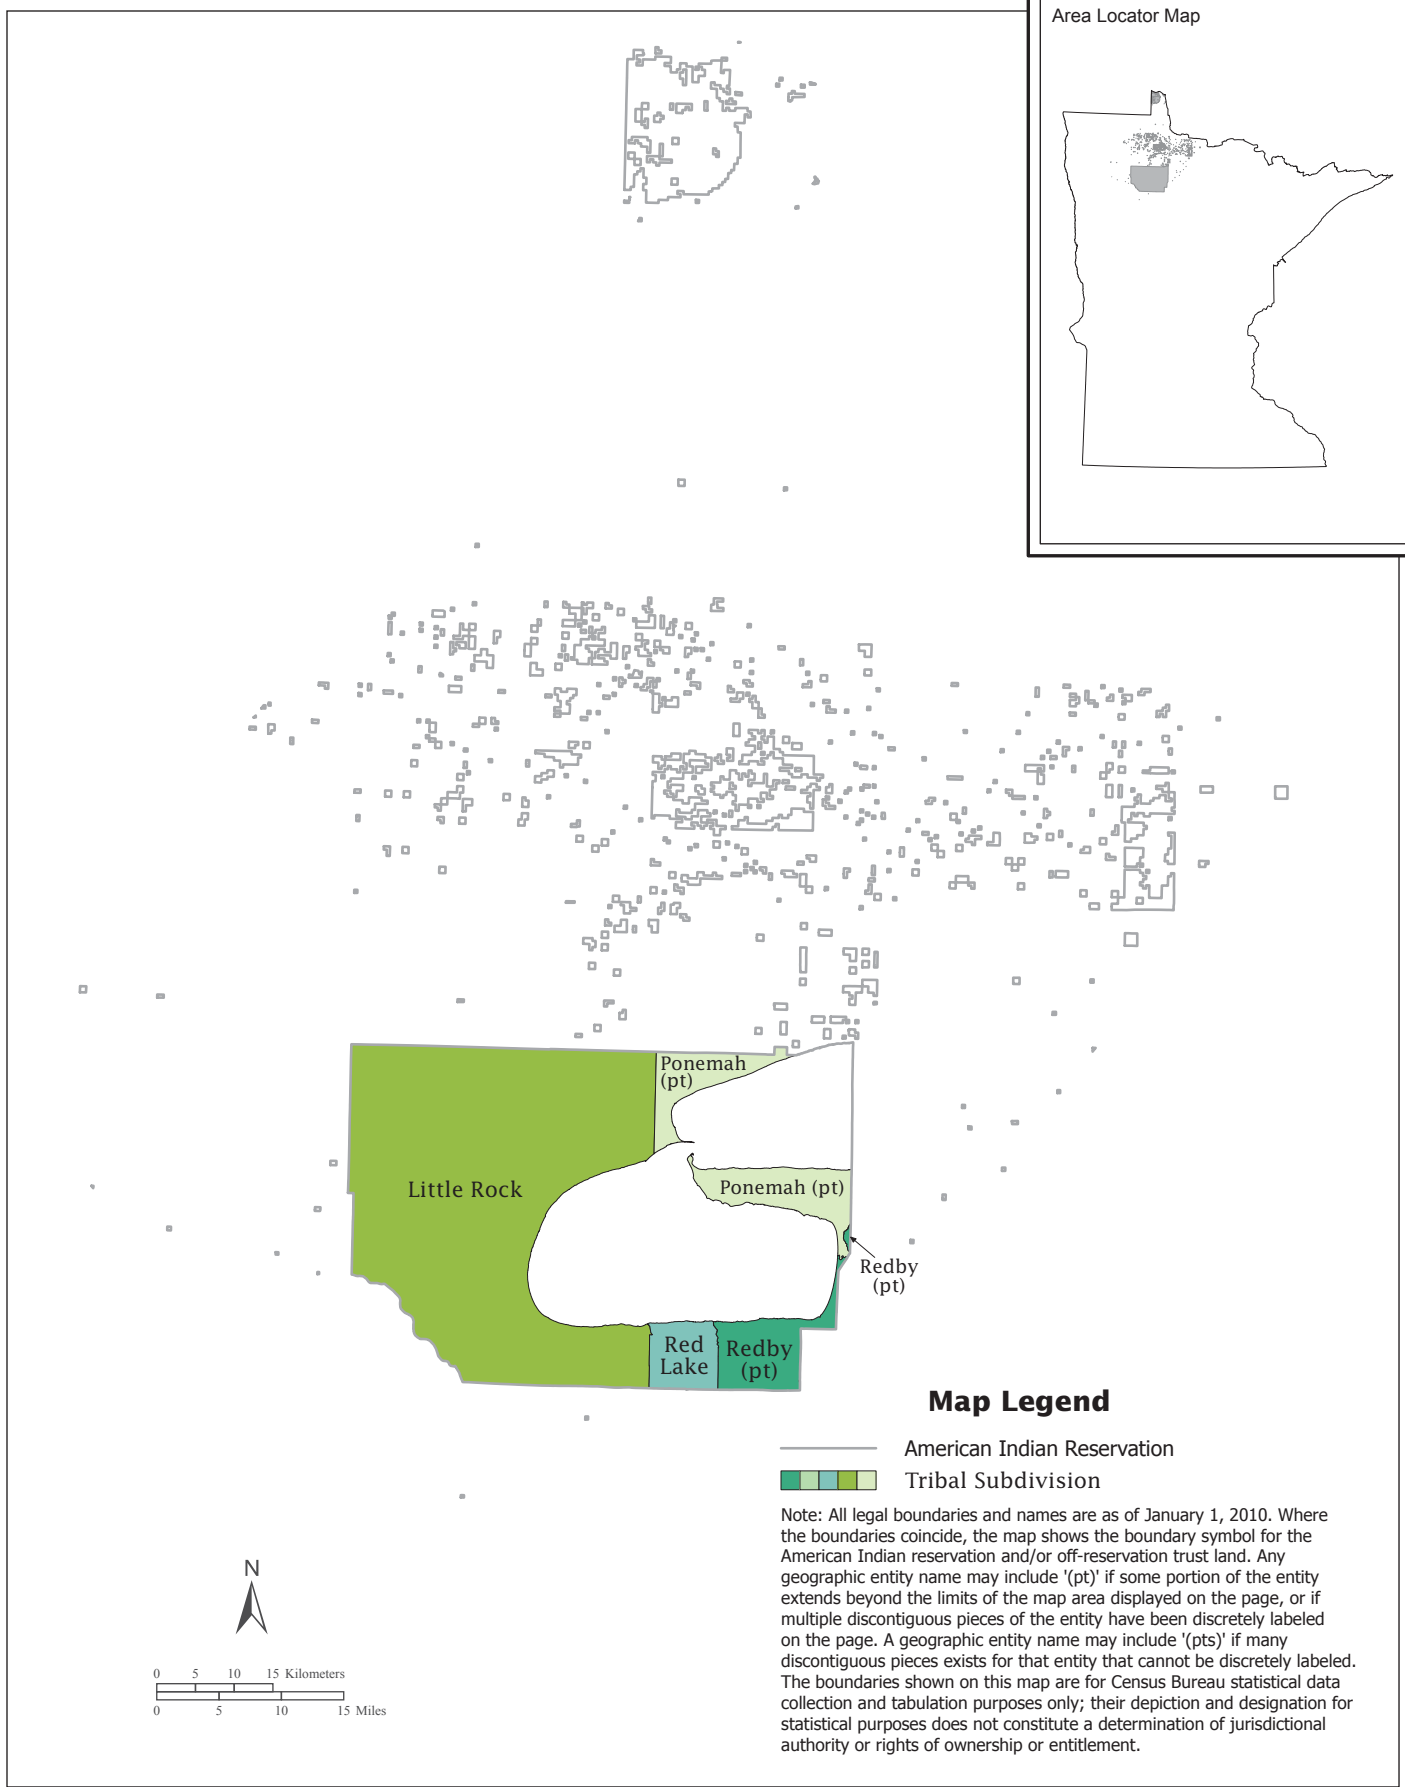 Area Locator Map
Ponemah
(pt)
Little Rock
Ponemah (pt)
Redby
(pt)
Red
Lake
Redby
(pt)
Map Legend
American Indian Reservation
Tribal Subdivision
Note: All legal boundaries and names are as of January 1, 2010. Where
the boundaries coincide, the map shows the boundary symbol for the
American Indian reservation and/or off-reservation trust land. Any
geographic entity name may include '(pt)' if some portion of the entity
extends beyond the limits of the map area displayed on the page, or if
multiple discontiguous pieces of the entity have been discretely labeled
on the page. A geographic entity name may include '(pts)' if many
discontiguous pieces exists for that entity that cannot be discretely labeled.
The boundaries shown on this map are for Census Bureau statistical data
collection and tabulation purposes only; their depiction and designation for
statistical purposes does not constitute a determination of jurisdictional
authority or rights of ownership or entitlement.
N
0 5 10 15 Kilometers
0 5 10 15 Miles